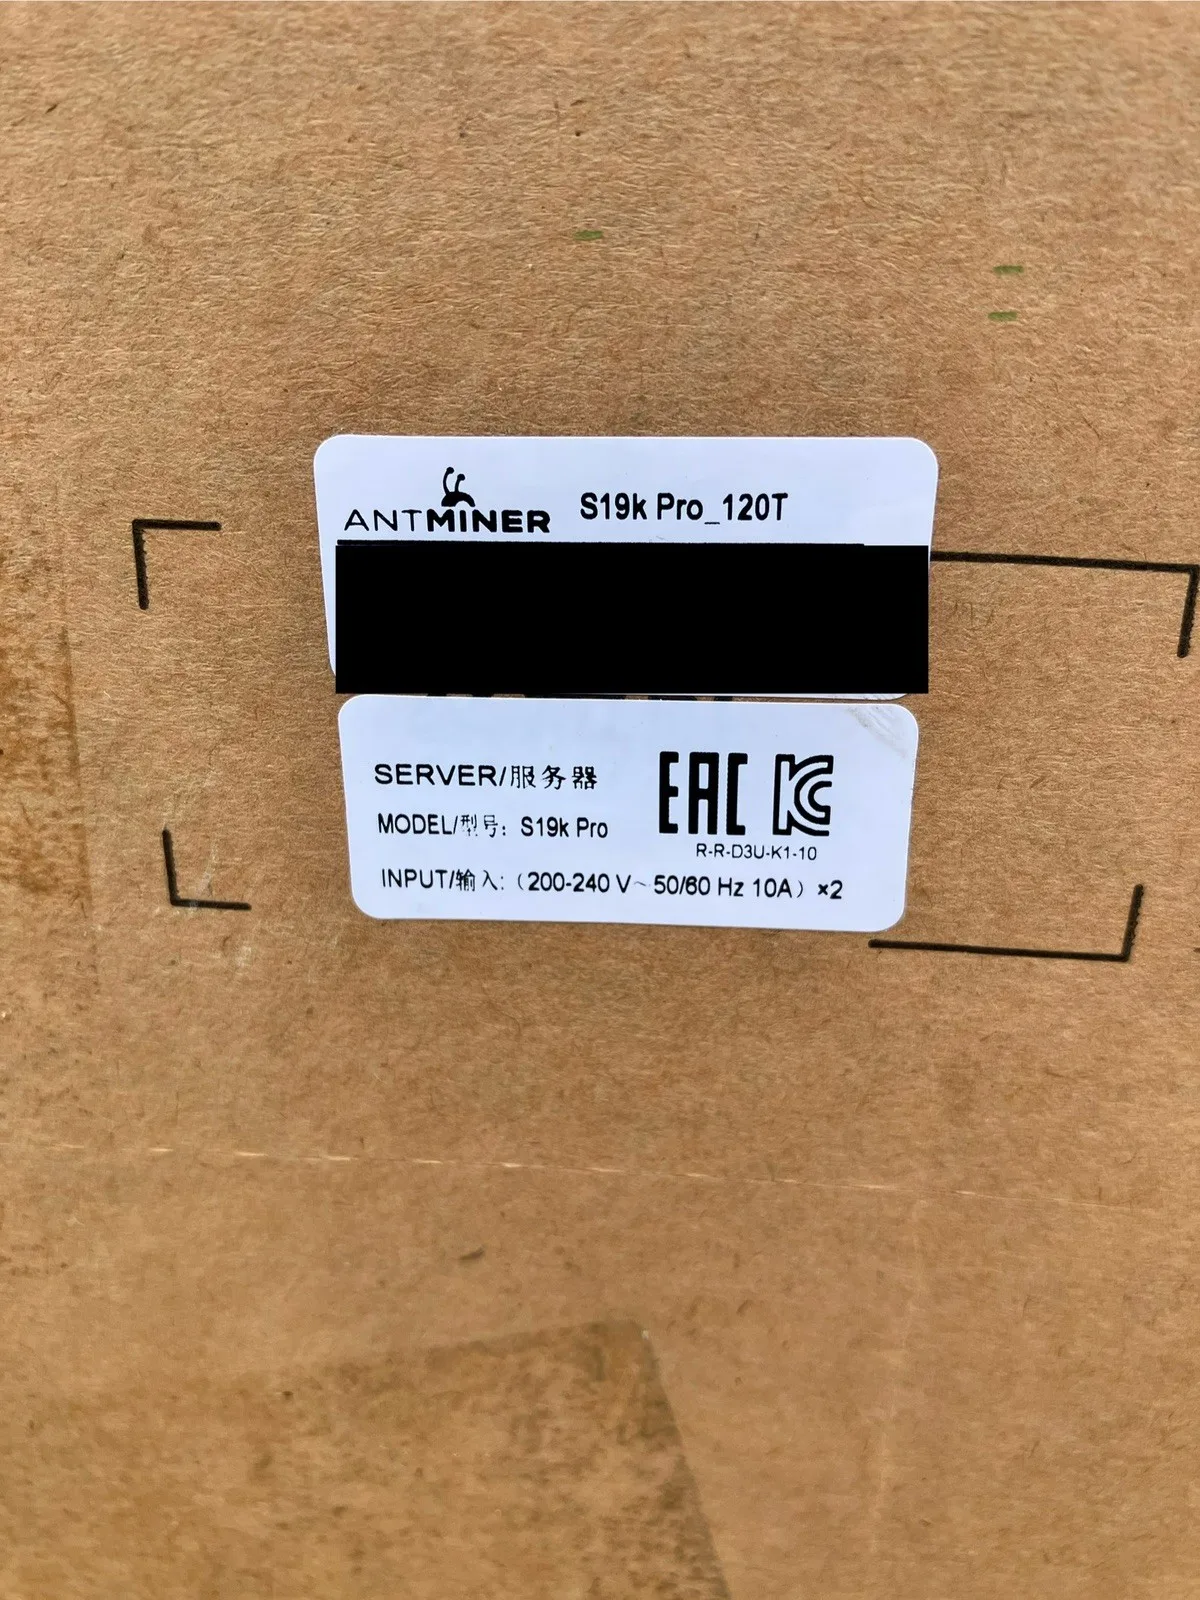 ANTMINER S19k Pro_120T
SERVER/服务器
EAC KC
MODEL/型号: S19k Pro
R-R-D3U-K1-10
INPUT/输入:（200-240 V~ 50/60 Hz 10A）×2